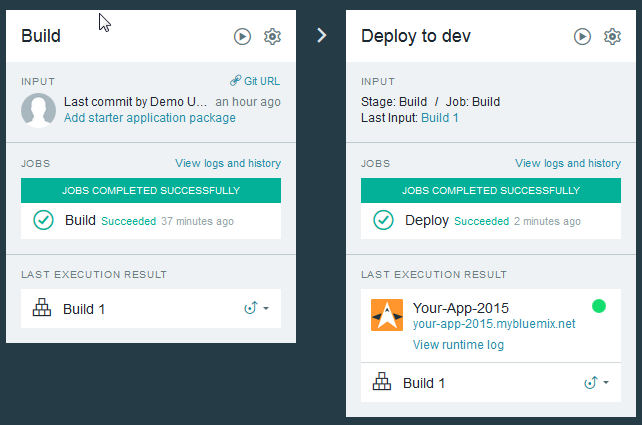 Build
INPUT
Git URL
Last commit by Demo U... an hour ago
Add starter application package
JOBS
View logs and history
JOBS COMPLETED SUCCESSFULLY
Build Succeeded 37 minutes ago
LAST EXECUTION RESULT
Build 1
Deploy to dev
INPUT
Stage: Build / Job: Build
Last Input: Build 1
JOBS
View logs and history
JOBS COMPLETED SUCCESSFULLY
Deploy Succeeded 2 minutes ago
LAST EXECUTION RESULT
Your-App-2015
your-app-2015.mybluemix.net
View runtime log
Build 1